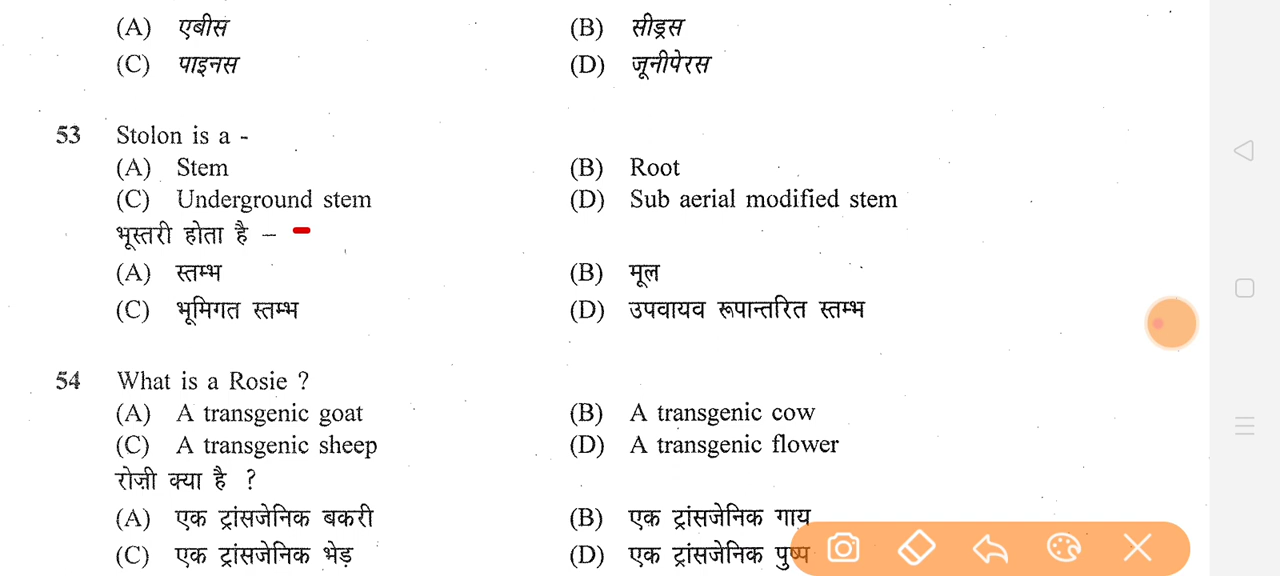 (A) एबीस (B) सीड्रस
(C) पाइनस (D) जूनीपेरस
53 Stolon is a -
(A) Stem (B) Root
(C) Underground stem (D) Sub aerial modified stem
भूस्तरी होता है –
(A) स्तम्भ (B) मूल
(C) भूमिगत स्तम्भ (D) उपवायव रूपान्तरित स्तम्भ
54 What is a Rosie ?
(A) A transgenic goat (B) A transgenic cow
(C) A transgenic sheep (D) A transgenic flower
रोज़ी क्या है ?
(A) एक ट्रांसजेनिक बकरी (B) एक ट्रांसजेनिक गाय
(C) एक ट्रांसजेनिक भेड़ (D) एक ट्रांसजेनिक पुष्प